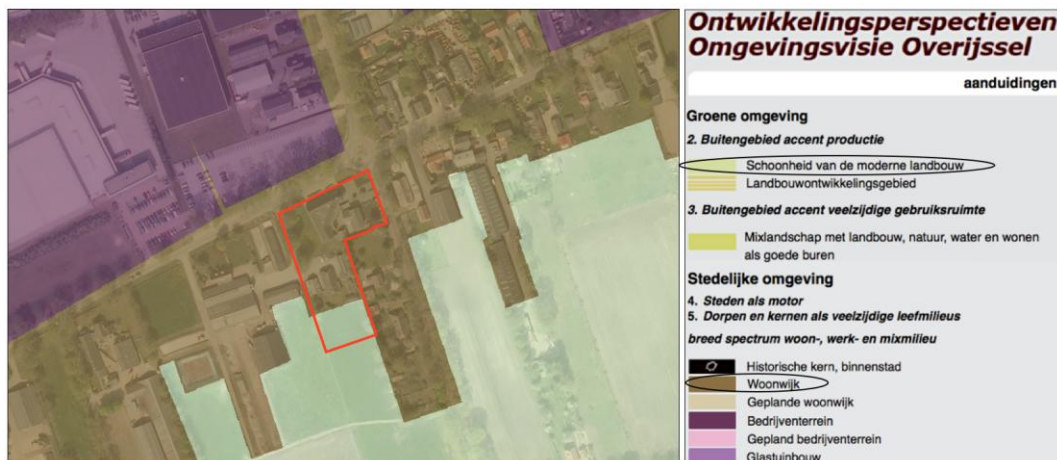 Ontwikkelingsperspectieven
Omgevingsvisie Overijssel
aanduidingen
Groene omgeving
2. Buitengebied accent productie
Schoonheid van de moderne landbouw
Landbouwontwikkelingsgebied
3. Buitengebied accent veelzijdige gebruiksruimte
Mixlandschap met landbouw, natuur, water en wonen
als goede buren
Stedelijke omgeving
4. Steden als motor
5. Dorpen en kernen als veelzijdige leefmilieus
breed spectrum woon-, werk- en mixmilieu
Historische kern, binnenstad
Woonwijk
Geplande woonwijk
Bedrijventerrein
Gepland bedrijventerrein
Glastuinbouw